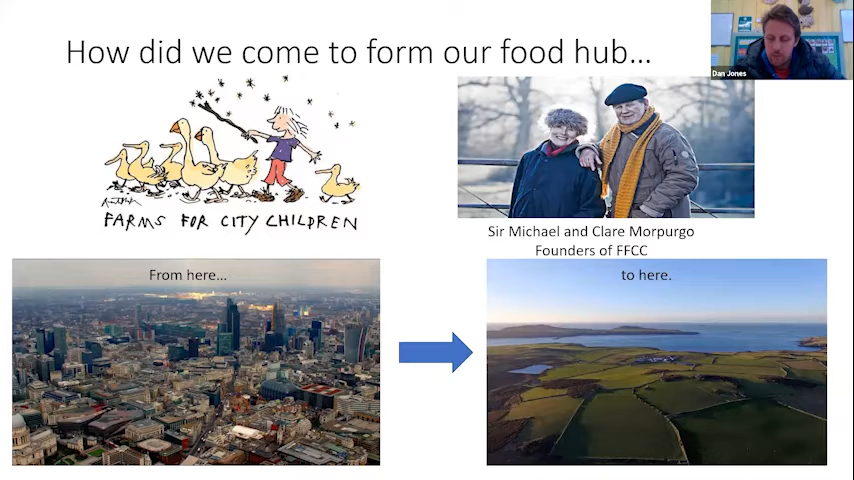 How did we come to form our food hub...
Dan Jones
FARMS FOR CITY CHILDREN
Sir Michael and Clare Morpurgo
Founders of FFCC
From here...
to here.